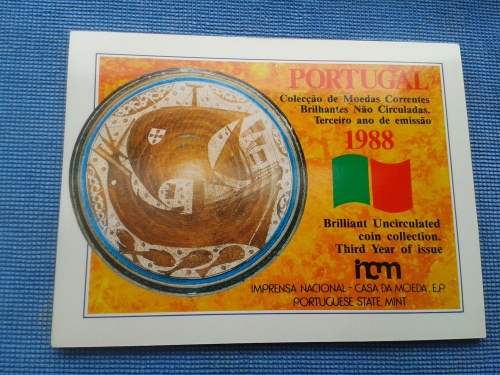 PORTUGAL
Colecção de Moedas Correntes
Brilhantes Não Circuladas.
Terceiro ano de emissão
1988
Brilliant Uncirculated
coin collection.
Third Year of issue
incm
IMPRENSA NACIONAL - CASA DA MOEDA, E.P.
PORTUGUESE STATE MINT